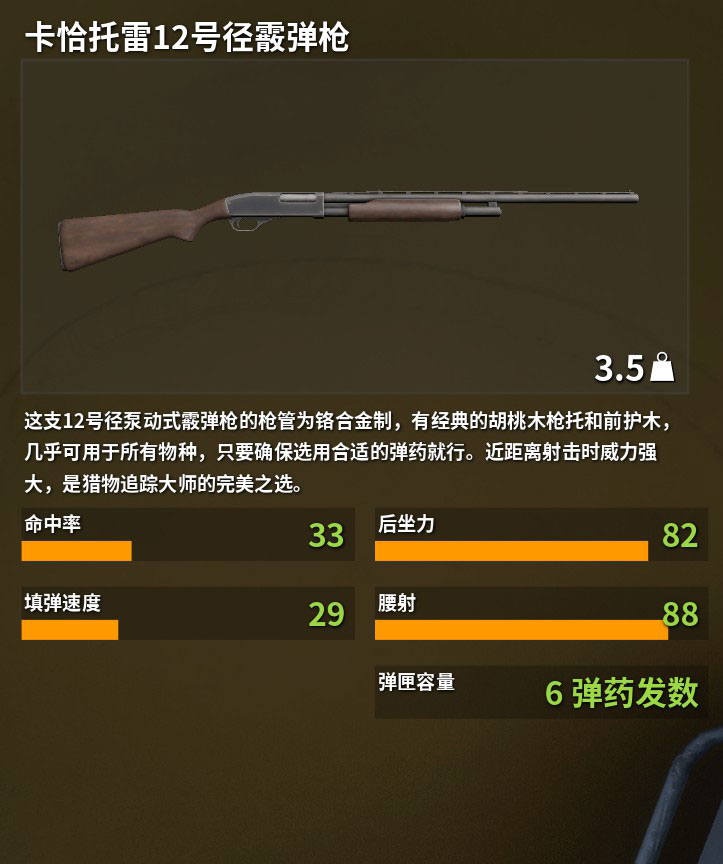 卡恰托雷12号径霰弹枪
3.5
这支12号径泵动式霰弹枪的枪管为铬合金制，有经典的胡桃木枪托和前护木，
几乎可用于所有物种，只要确保选用合适的弹药就行。近距离射击时威力强
大，是猎物追踪大师的完美之选。
命中率 33
后坐力 82
填弹速度 29
腰射 88
弹匣容量 6 弹药发数